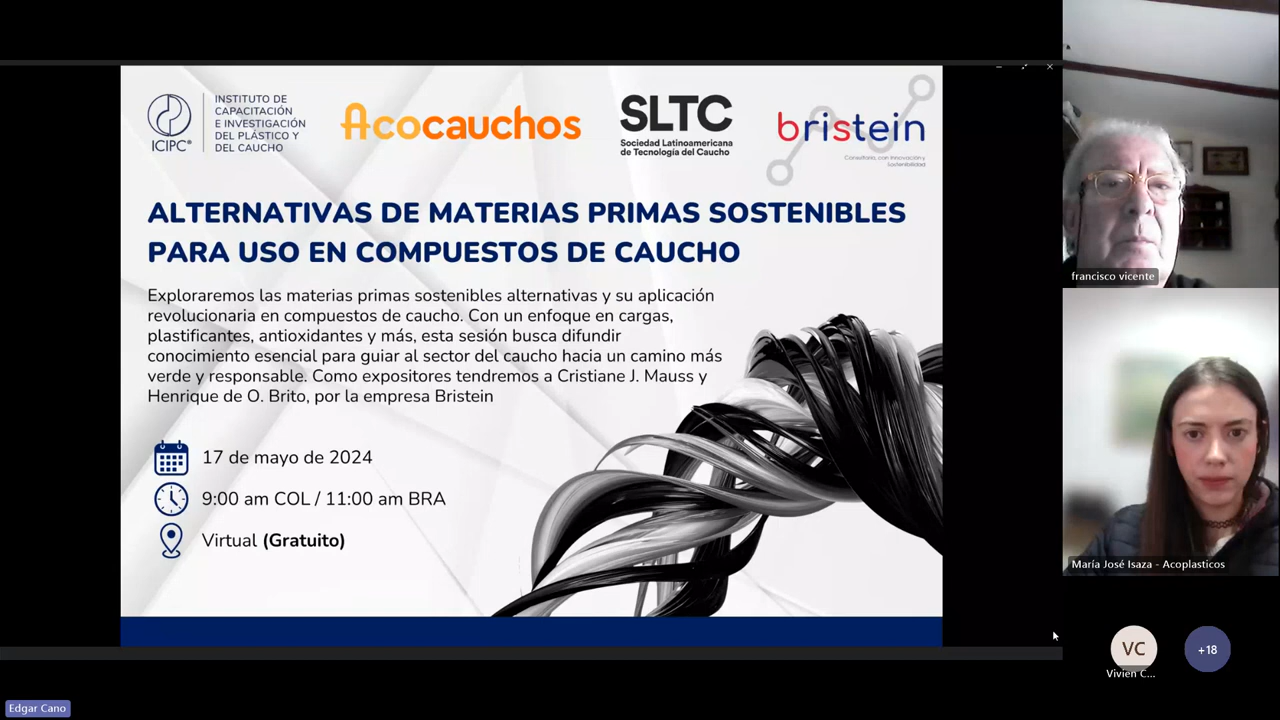 INSTITUTO DE
CAPACITACIÓN
E INVESTIGACIÓN
DEL PLÁSTICO Y
DEL CAUCHO
ICIPC®
Acocauchos
SLTC
Sociedad Latinoamericana
de Tecnología del Caucho
bristein
Consultoria, con Innovación y
Sostenibilidad
ALTERNATIVAS DE MATERIAS PRIMAS SOSTENIBLES
PARA USO EN COMPUESTOS DE CAUCHO
Exploraremos las materias primas sostenibles alternativas y su aplicación
revolucionaria en compuestos de caucho. Con un enfoque en cargas,
plastificantes, antioxidantes y más, esta sesión busca difundir
conocimiento esencial para guiar al sector del caucho hacia un camino más
verde y responsable. Como expositores tendremos a Cristiane J. Mauss y
Henrique de O. Brito, por la empresa Bristein
17 de mayo de 2024
9:00 am COL / 11:00 am BRA
Virtual (Gratuito)
francisco vicente
María José Isaza - Acoplasticos
VC
Vivien C...
+18
Edgar Cano